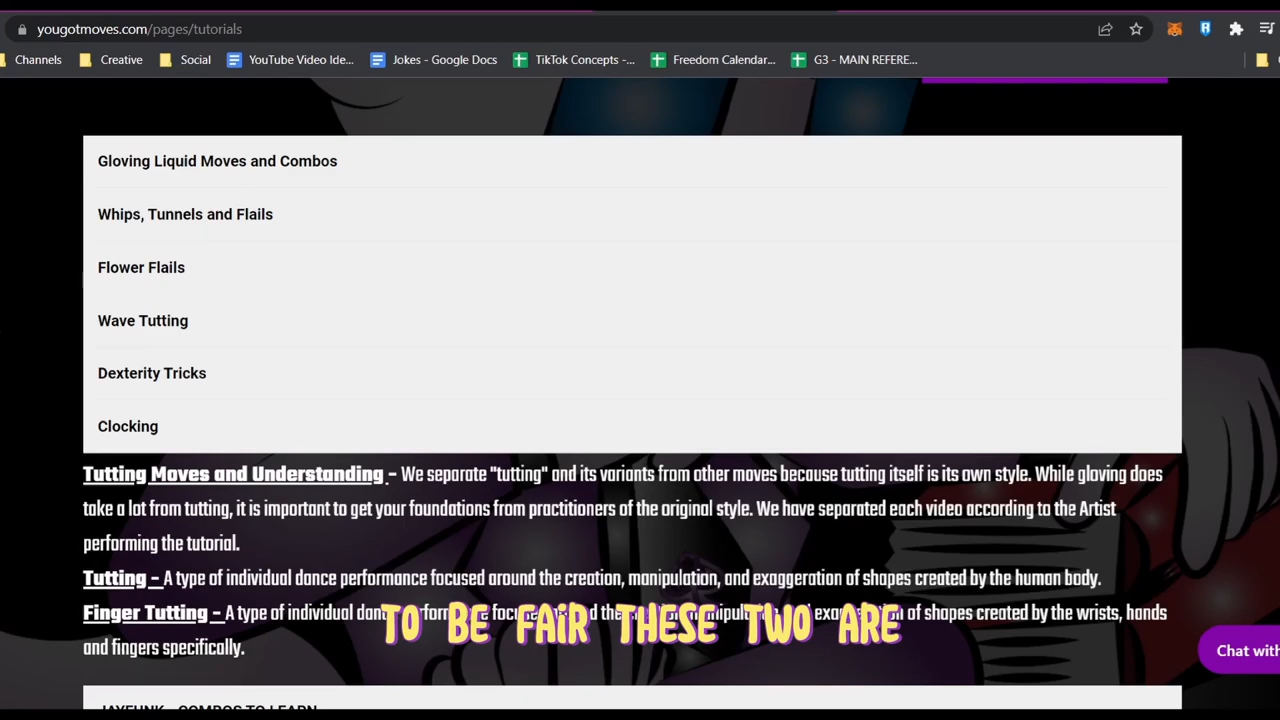 yougotmoves.com/pages/tutorials
Channels Creative Social YouTube Video Ide... Jokes - Google Docs TikTok Concepts -... Freedom Calendar... G3 - MAIN REFERE...
Gloving Liquid Moves and Combos
Whips, Tunnels and Flails
Flower Flails
Wave Tutting
Dexterity Tricks
Clocking
Tutting Moves and Understanding - We separate "tutting" and its variants from other moves because tutting itself is its own style. While gloving does
take a lot from tutting, it is important to get your foundations from practitioners of the original style. We have separated each video according to the Artist
performing the tutorial.
Tutting - A type of individual dance performance focused around the creation, manipulation, and exaggeration of shapes created by the human body.
Finger Tutting - A type of individual of shapes created by the wrists, hands
TO BE FAIR THESE TWO ARE
and fingers specifically.
Chat with
JAYFUNK - COMBOS TO LEARN